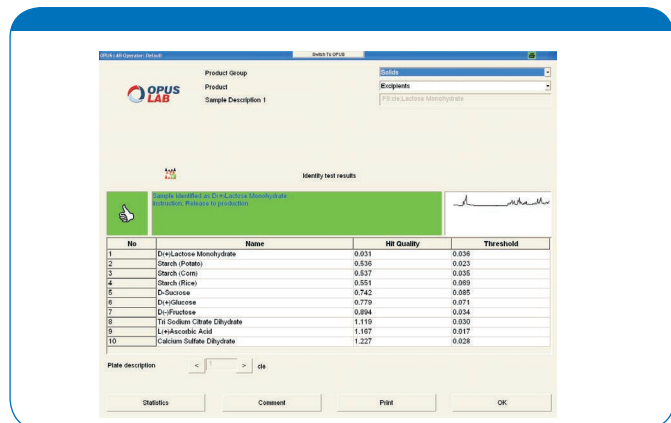 OPUS LAB Operator: Default
Switch To OPUS
OPUS
LAB
Product Group
Solids
Product
Excipients
Sample Description 1
Lactose Monohydrate
Identity test results
Sample identified as D(+)Lactose Monohydrate
Instruction: Release to production
No Name Hit Quality Threshold
1 D(+)Lactose Monohydrate 0.031 0.036
2 Starch (Potato) 0.536 0.023
3 Starch (Corn) 0.537 0.035
4 Starch (Rice) 0.551 0.069
5 D-Sucrose 0.742 0.085
6 D(+)Glucose 0.779 0.071
7 D(-)Fructose 0.894 0.034
8 Tri Sodium Citrate Dihydrate 1.119 0.030
9 L(+)Ascorbic Acid 1.167 0.017
10 Calcium Sulfate Dihydrate 1.227 0.028
Plate description < 1 > clo
Statistics Comment Print OK